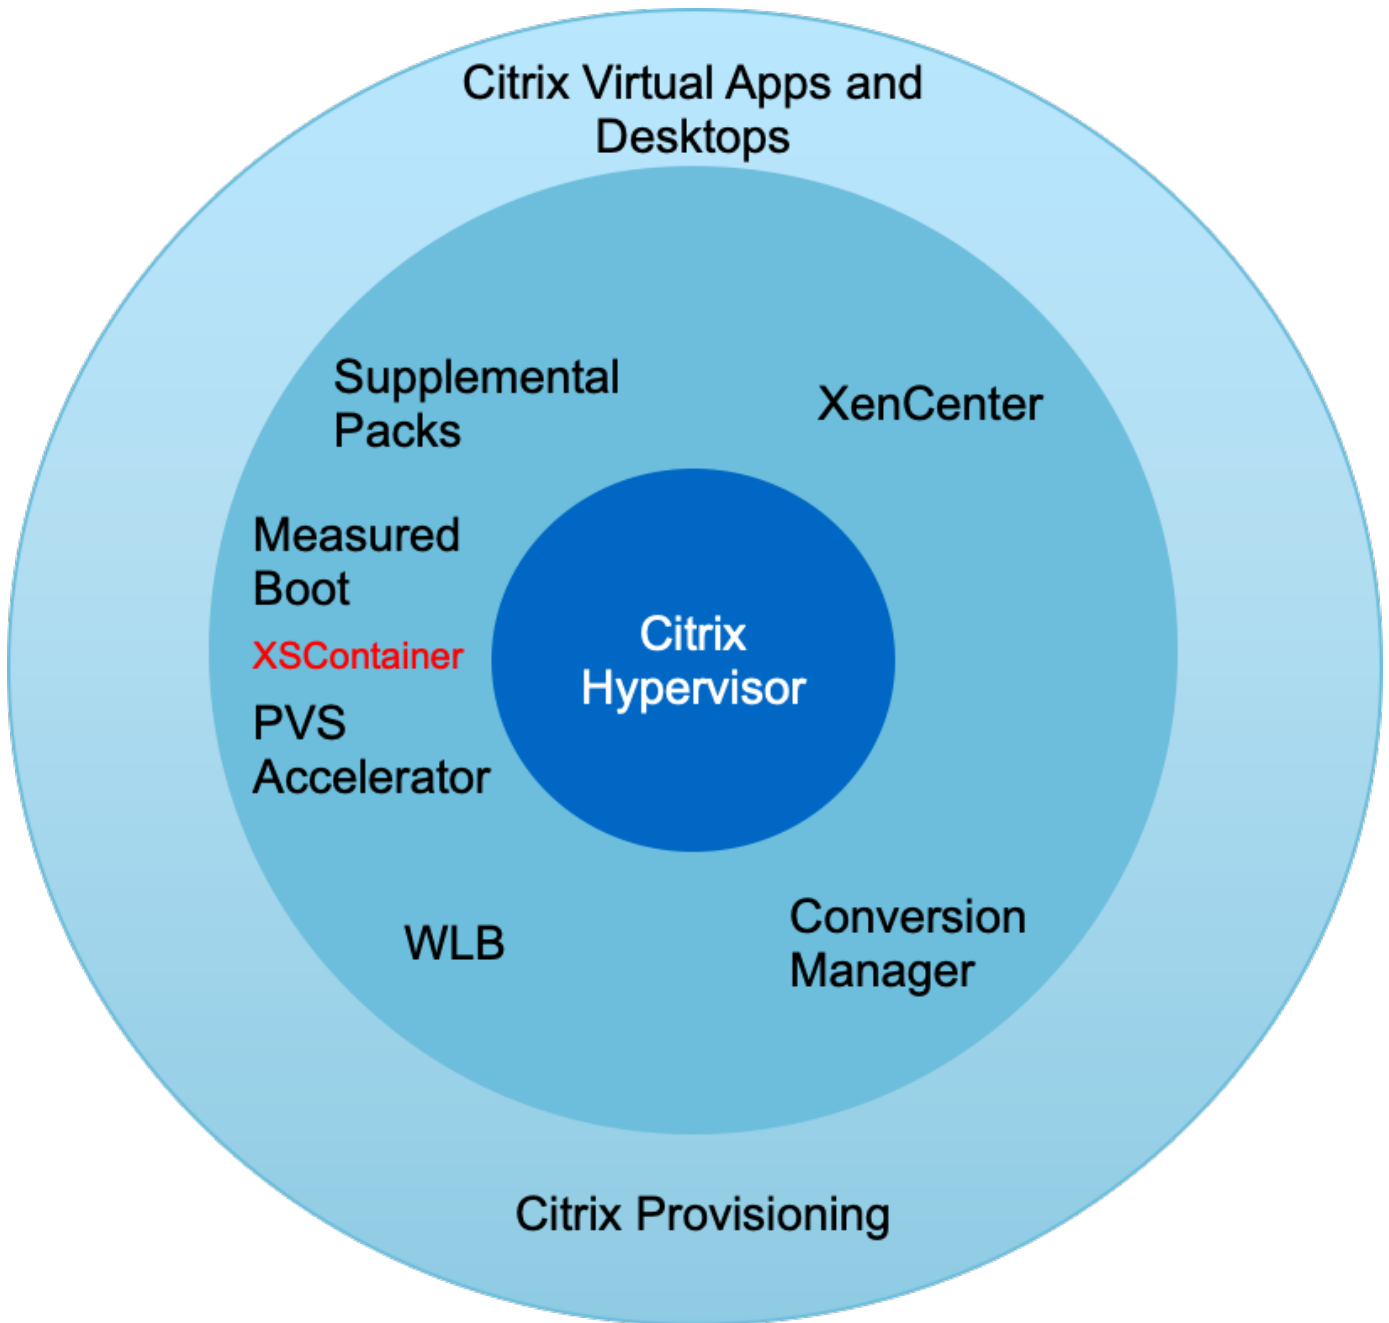 Citrix Virtual Apps and
Desktops
Supplemental
Packs
XenCenter
Measured
Boot
XSContainer
PVS
Accelerator
Citrix
Hypervisor
WLB
Conversion
Manager
Citrix Provisioning